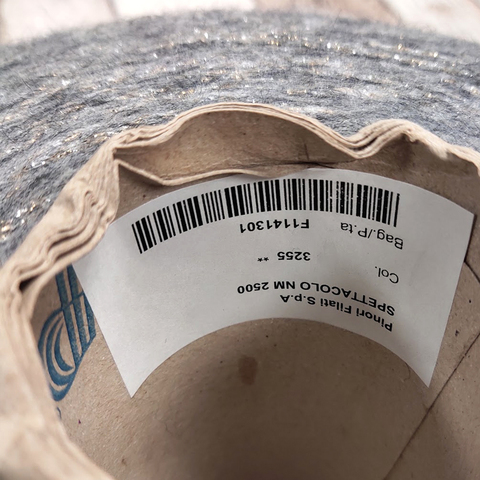 Pinori Filati S.p.A
SPETTACOLO NM 2500
Col. 3255 **
Bag./P.ta F1141301